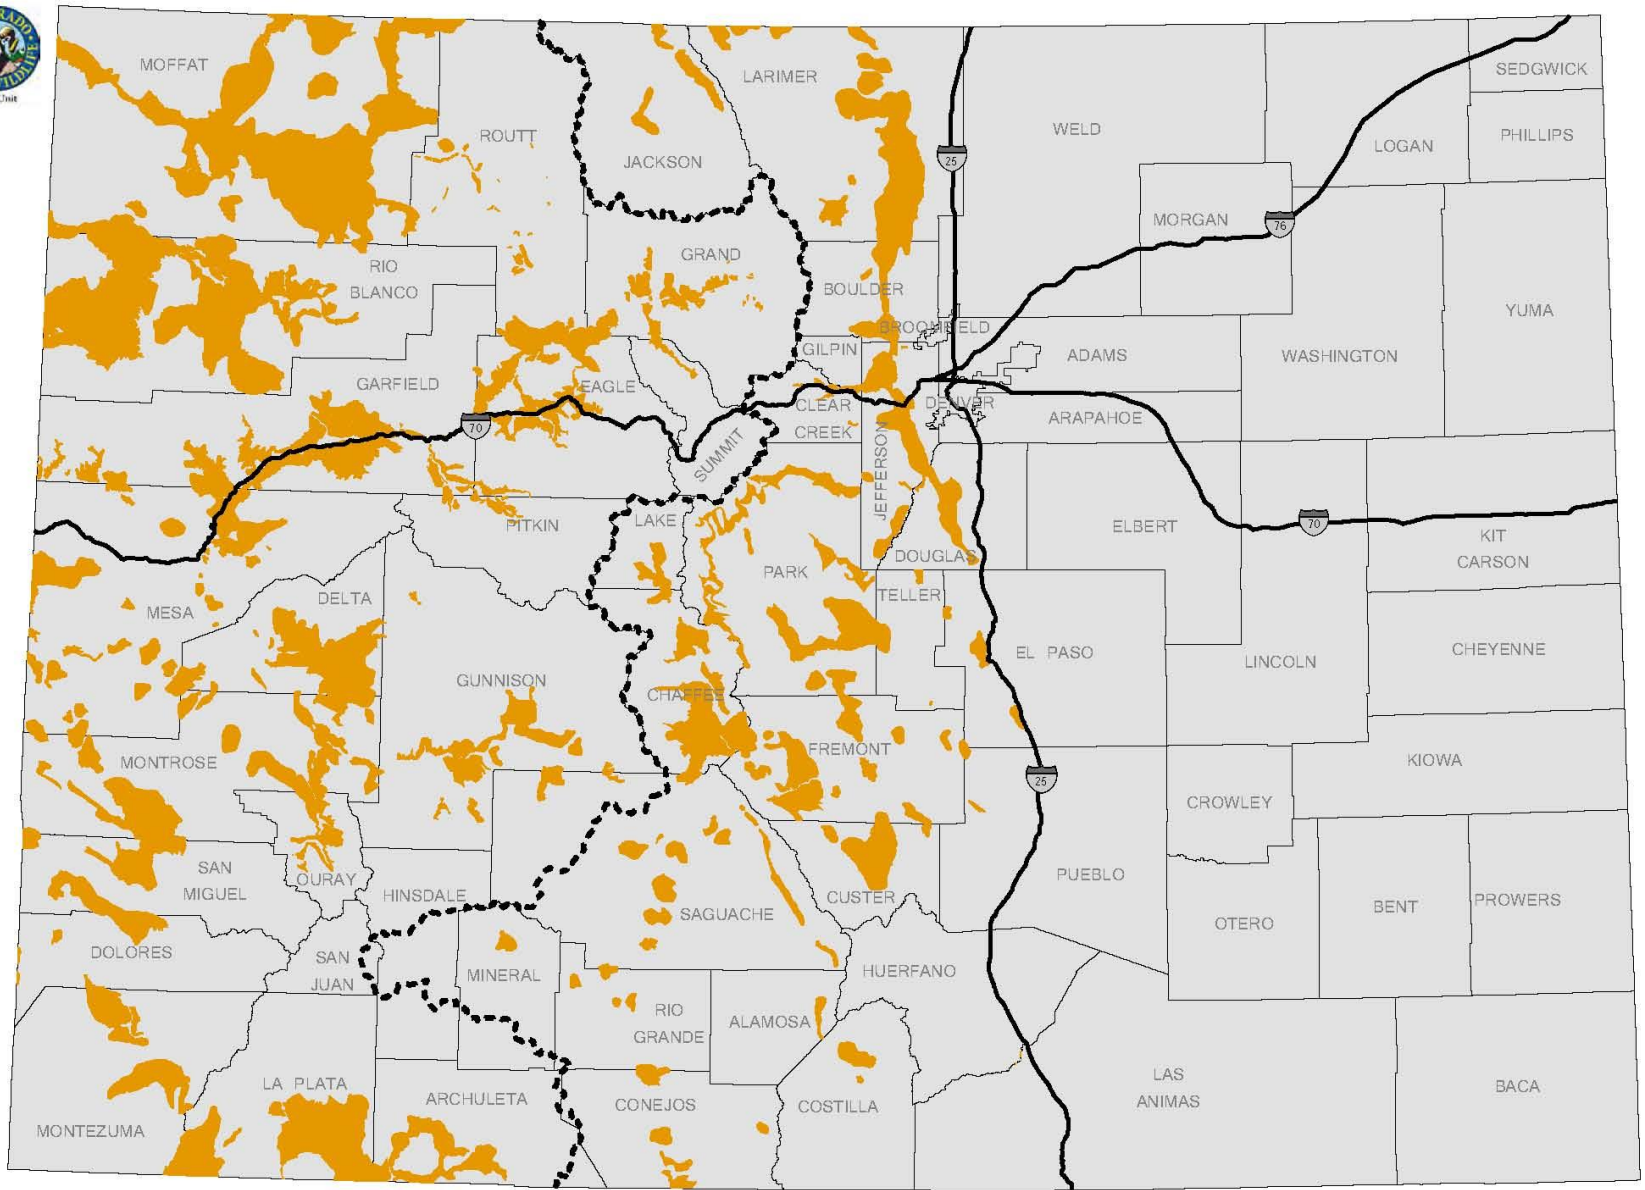 MOFFAT
LARIMER
SEDGWICK
WELD
PHILLIPS
ROUTT
LOGAN
JACKSON
25
MORGAN
76
GRAND
RIO
BLANCO
BOULDER
YUMA
BROOMFIELD
GILPIN
ADAMS
WASHINGTON
GARFIELD
EAGLE
CLEAR
CREEK
DENVER
ARAPAHOE
70
SUMMIT
JEFFERSON
PITKIN
LAKE
ELBERT
70
KIT
CARSON
DOUGLAS
PARK
TELLER
MESA
DELTA
EL PASO
LINCOLN
CHEYENNE
GUNNISON
CHAFFEE
FREMONT
MONTROSE
KIOWA
25
CROWLEY
SAN
MIGUEL
OURAY
HINSDALE
CUSTER
PUEBLO
SAGUACHE
OTERO
BENT
PROWERS
DOLORES
SAN
JUAN
MINERAL
HUERFANO
RIO
GRANDE
ALAMOSA
LA PLATA
ARCHULETA
CONEJOS
COSTILLA
LAS
ANIMAS
BACA
MONTEZUMA
Unit